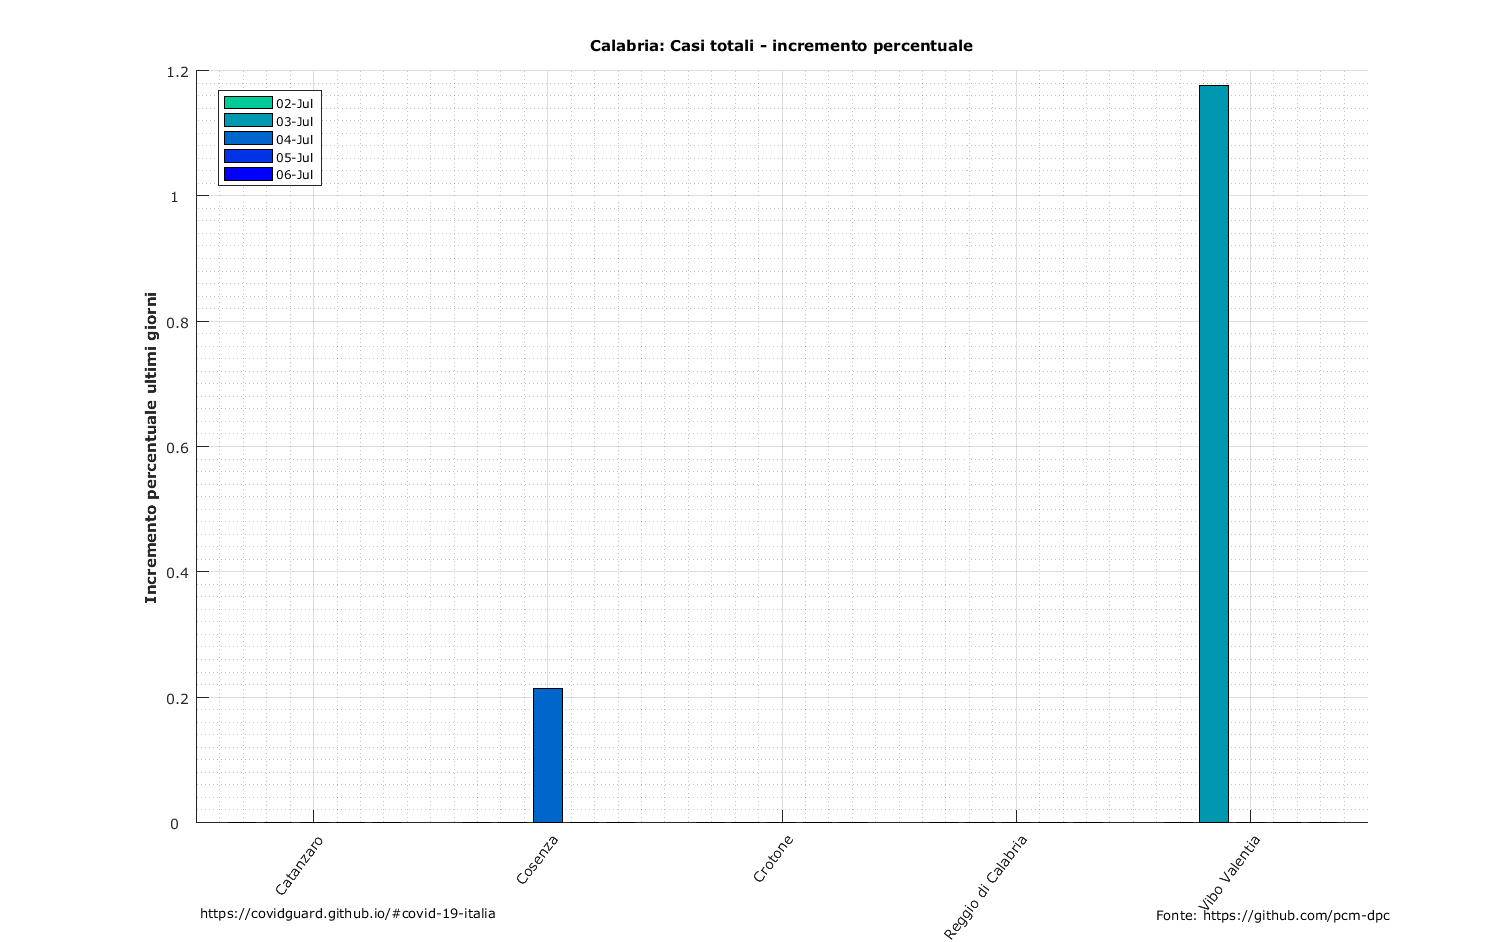 Calabria: Casi totali - incremento percentuale
1.2
1
0.8
0.6
0.4
0.2
0
Incremento percentuale ultimi giorni
02-Jul
03-Jul
04-Jul
05-Jul
06-Jul
Catanzaro
Cosenza
Crotone
Reggio di Calabria
Vibo Valentia
https://covidguard.github.io/#covid-19-italia
Fonte: https://github.com/pcm-dpc